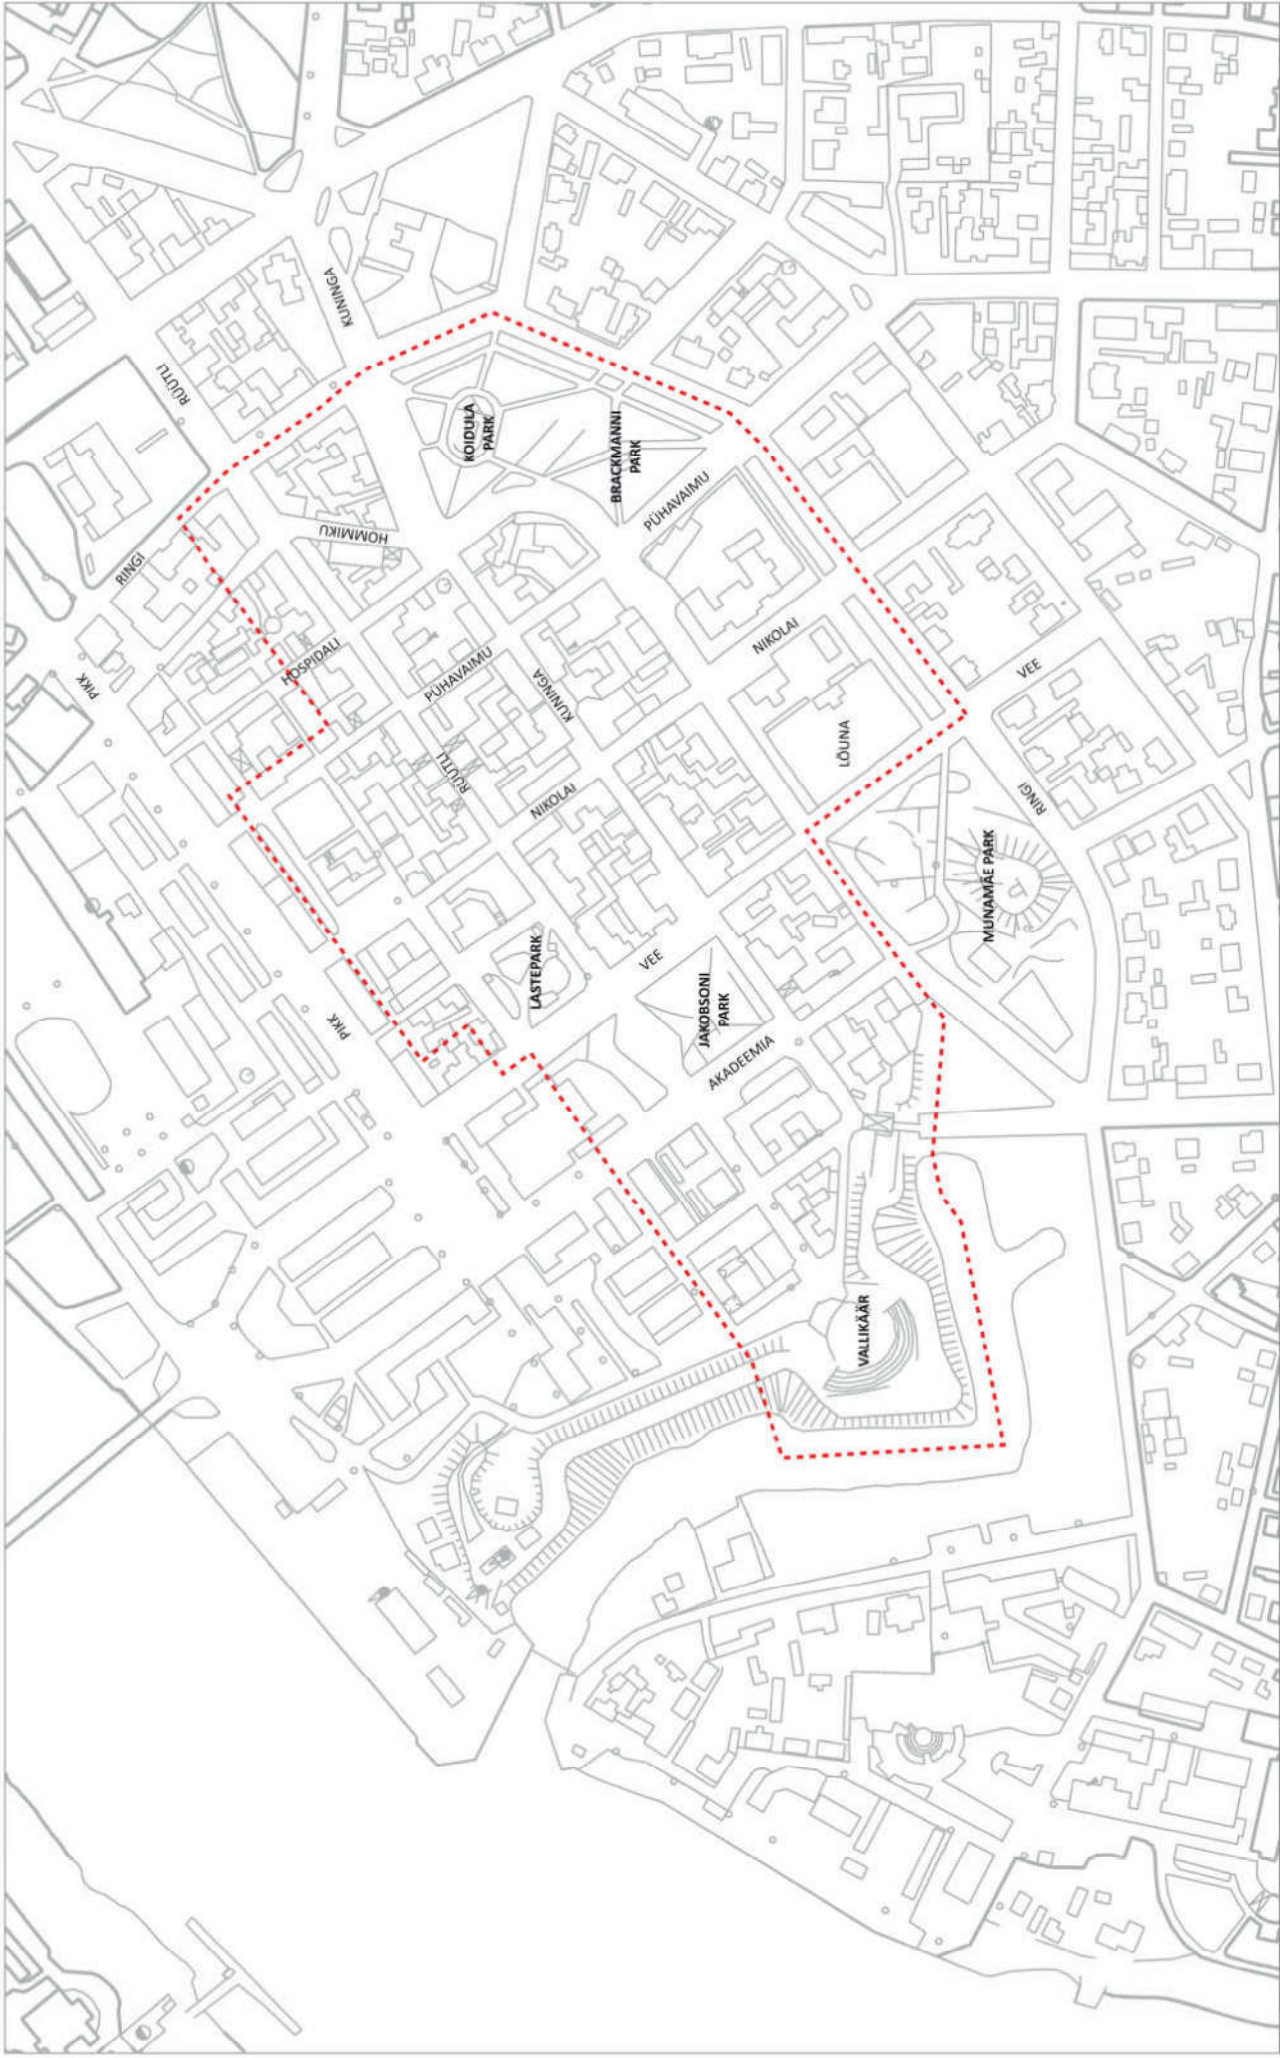 KUNINGA
RÜÜTLI
RINGI
PIKK
HOMMIKU
KOIDULA
PARK
BRACKMANNI
PARK
PÜHAVAIMU
HOSPIDALI
PÜHAVAIMU
KUNINGA
NIKOLAI
VEE
RÜÜTLI
NIKOLAI
LÕUNA
RINGI
MUNAMÄE PARK
LASTEPARK
VEE
JAKOBSONI
PARK
AKADEEMIA
PIKK
VALLIKÄÄR